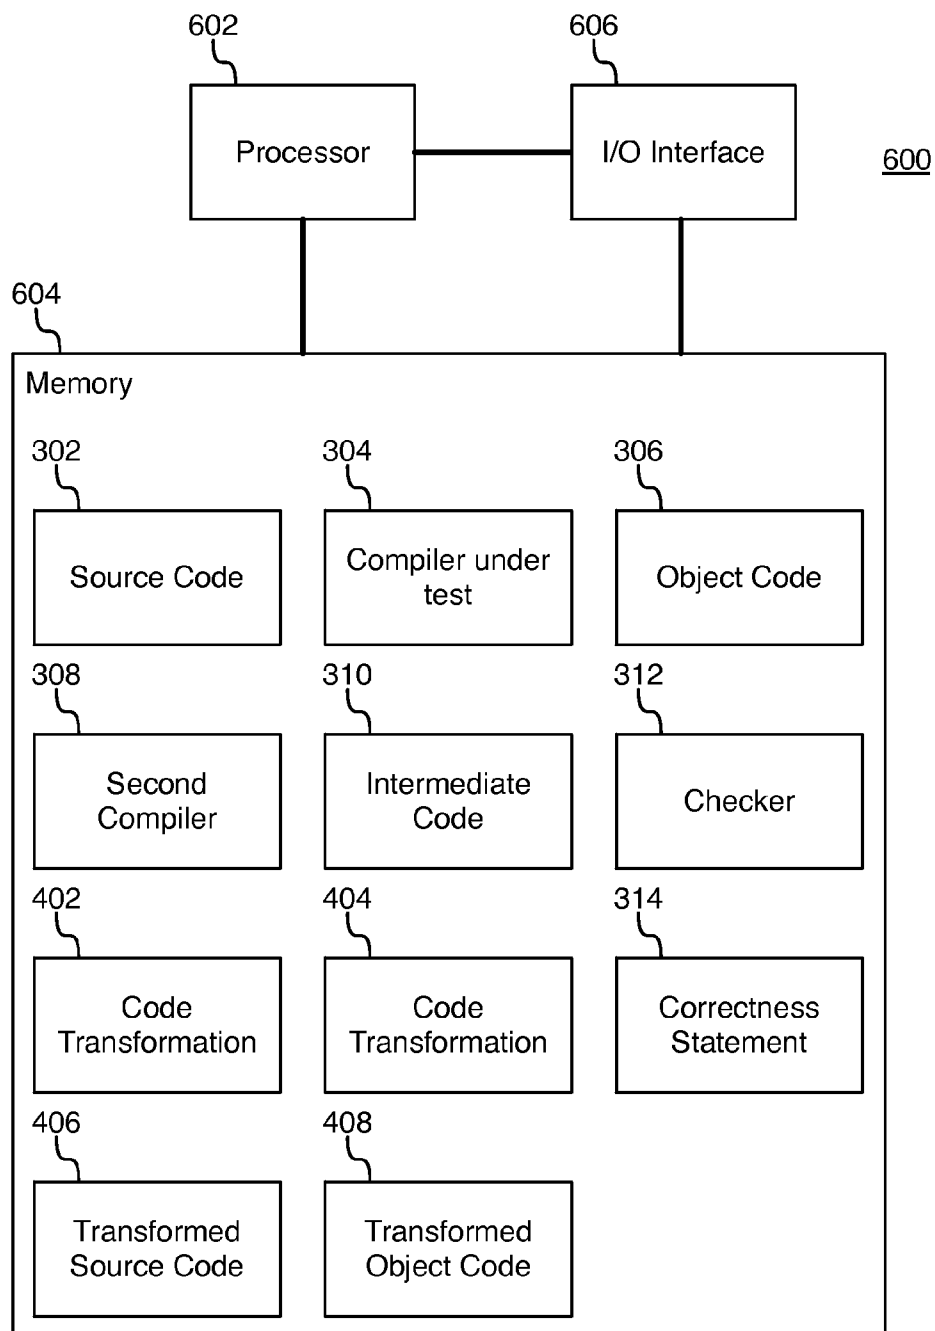 602
606
Processor
I/O Interface
600
604
Memory
302
304
306
Source Code
Compiler under
test
Object Code
308
310
312
Second
Compiler
Intermediate
Code
Checker
402
404
314
Code
Transformation
Code
Transformation
Correctness
Statement
406
408
Transformed
Source Code
Transformed
Object Code